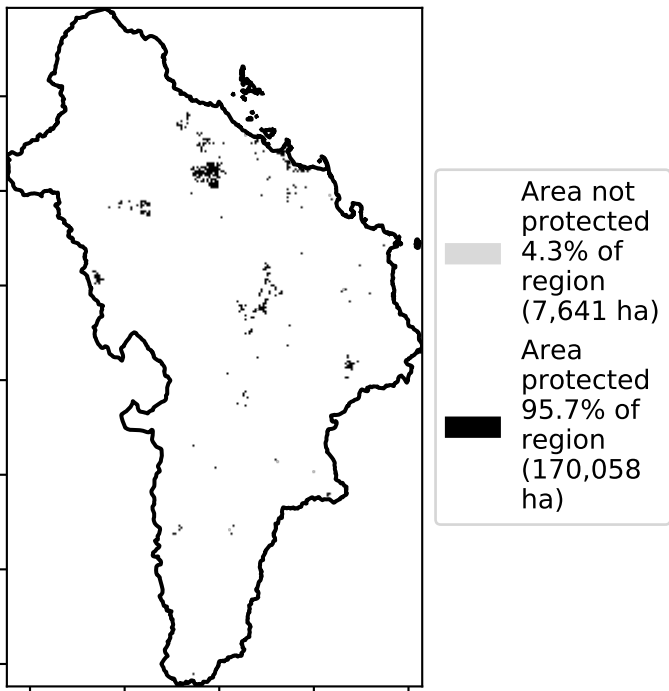 Area not
protected
4.3% of
region
(7,641 ha)
Area
protected
95.7% of
region
(170,058
ha)